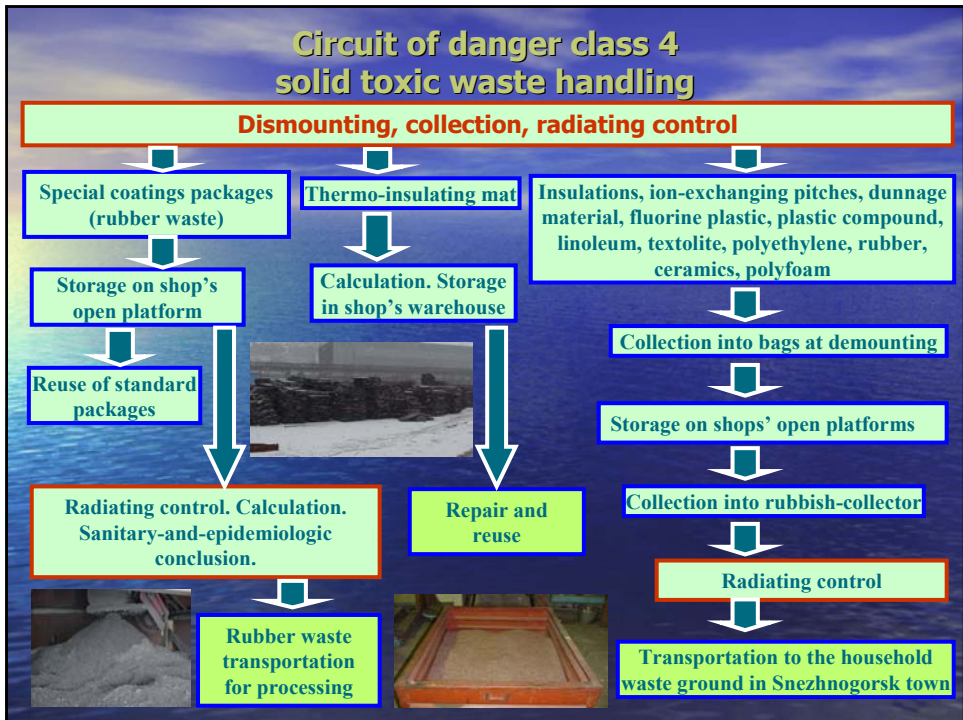 Circuit of danger class 4
solid toxic waste handling
Dismounting, collection, radiating control
Special coatings packages
(rubber waste)
Storage on shop's
open platform
Reuse of standard
packages
Radiating control. Calculation.
Sanitary-and-epidemiologic
conclusion.
Rubber waste
transportation
for processing
Thermo-insulating mat
Calculation. Storage
in shop's warehouse
Repair and
reuse
Insulations, ion-exchanging pitches, dunnage
material, fluorine plastic, plastic compound,
linoleum, textolite, polyethylene, rubber,
ceramics, polyfoam
Collection into bags at demounting
Storage on shops' open platforms
Collection into rubbish-collector
Radiating control
Transportation to the household
waste ground in Snezhnogorsk town